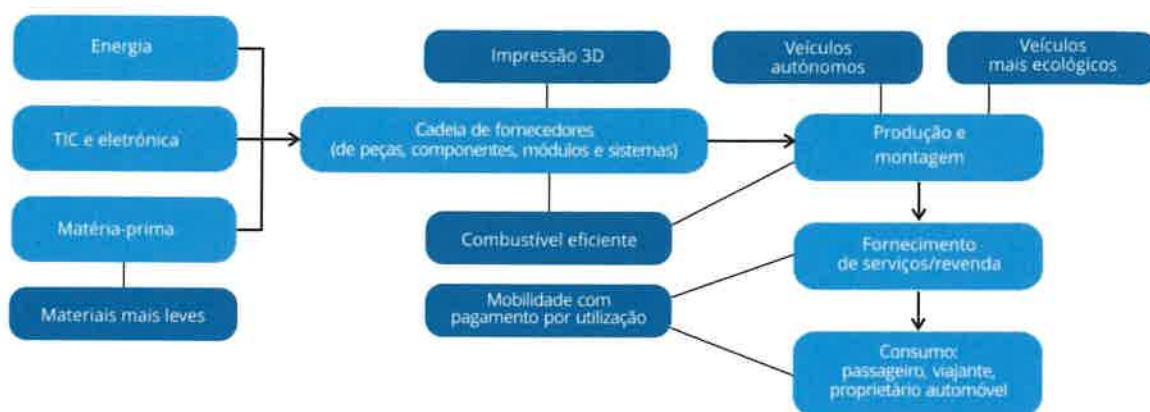 Energia
TIC e eletrónica
Matéria-prima
Materiais mais leves
Impressão 3D
Cadeia de fornecedores
(de peças, componentes, módulos e sistemas)
Combustível eficiente
Mobilidade com
pagamento por utilização
Veículos
autónomos
Veículos
mais ecológicos
Produção e
montagem
Fornecimento
de serviços/revenda
Consumo:
passageiro, viajante,
proprietário automóvel